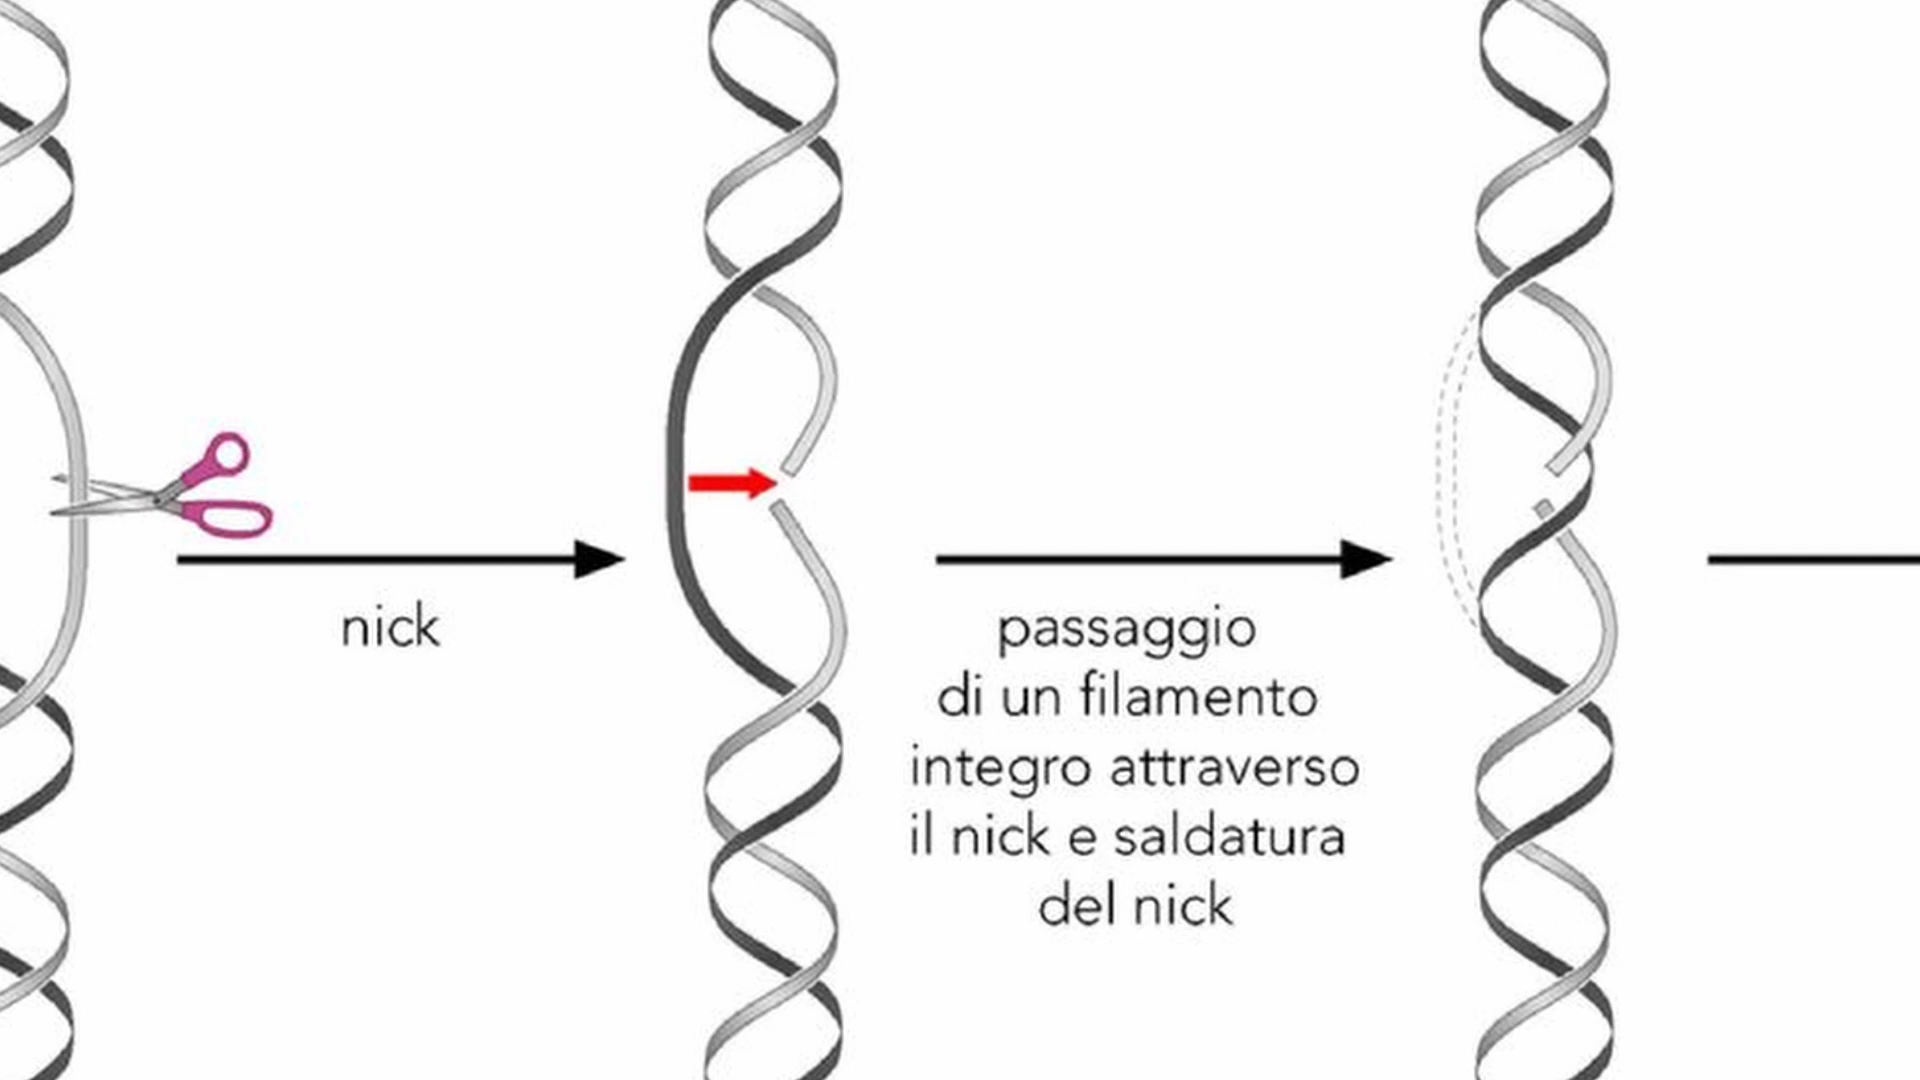 nick
passaggio
di un filamento
integro attraverso
il nick e saldatura
del nick